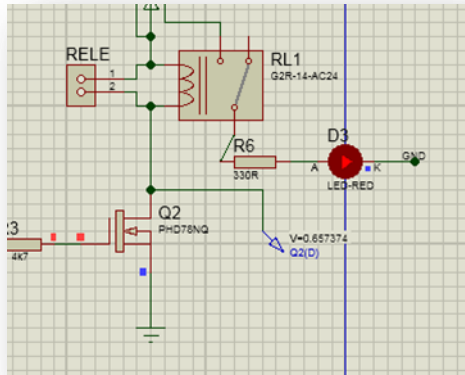 RELE
1
2
RL1
G2R-14-AC24
R6
330R
D3
A
K
LED-RED
GND
Q2
PHD78NQ
R3
4k7
V=0.657374
Q2(D)